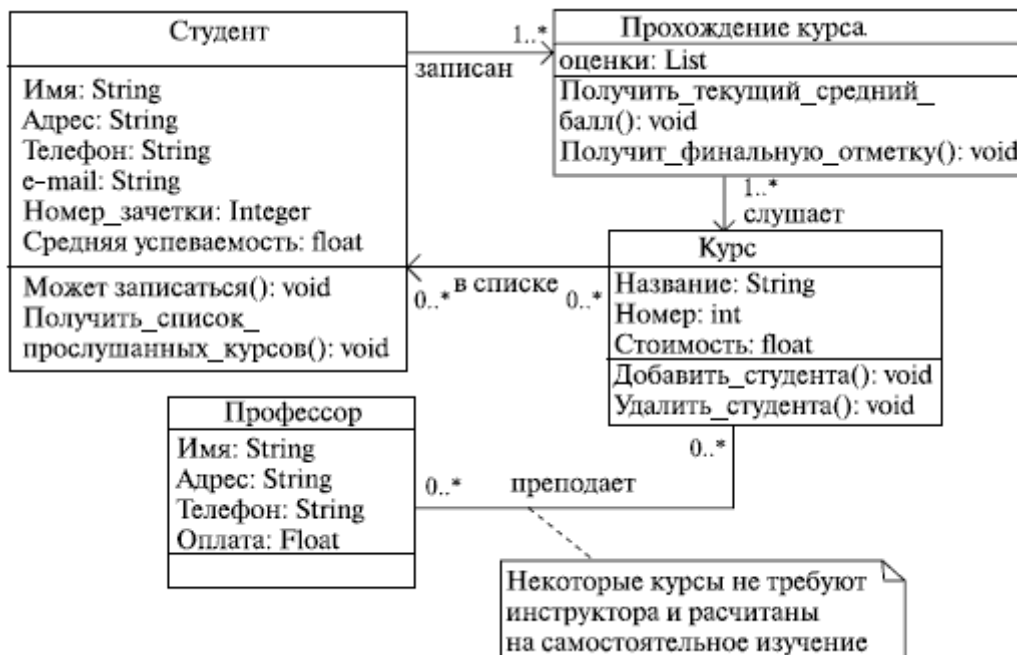 Студент
Имя: String
Адрес: String
Телефон: String
e-mail: String
Номер_зачетки: Integer
Средняя успеваемость: float
Может записаться(): void
Получить_список_
прослушанных_курсов(): void
1..*
записан
Прохождение курса
оценки: List
Получить_текущий_средний_
балл(): void
Получит_финальную_отметку(): void
1..*
слушает
Курс
Название: String
Номер: int
Стоимость: float
Добавить_студента(): void
Удалить_студента(): void
0..* в списке 0..*
Профессор
Имя: String
Адрес: String
Телефон: String
Оплата: Float
0..* преподает 0..*
Некоторые курсы не требуют
инструктора и расчитаны
на самостоятельное изучение